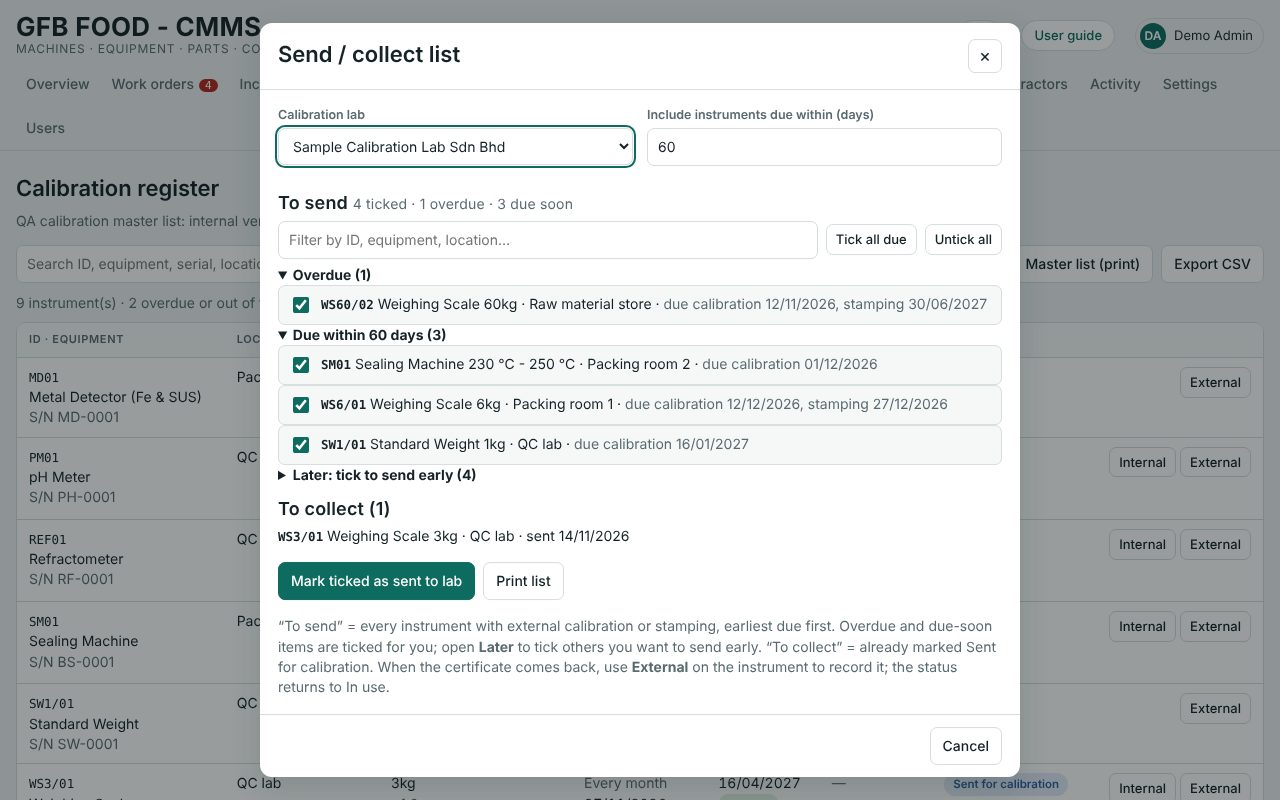 GFB FOOD - CMMS
MACHINES · EQUIPMENT · PARTS · CO
User guide
DA Demo Admin
Overview Work orders 4 Inc ractors Activity Settings
Users
Calibration register
QA calibration master list: internal ver
Search ID, equipment, serial, locatio
Master list (print) Export CSV
9 instrument(s) · 2 overdue or out of
ID · EQUIPMENT LOC
MD01 Pac
Metal Detector (Fe & SUS)
S/N MD-0001
External
PM01 QC
pH Meter
S/N PH-0001
Internal External
REF01 QC
Refractometer
S/N RF-0001
Internal External
SM01 Pac
Sealing Machine
S/N BS-0001
Internal External
SW1/01 QC
Standard Weight
S/N SW-0001
External
WS3/01 QC lab 3kg Every month 16/04/2027 — Sent for calibration Internal External
Send / collect list
×
Calibration lab
Sample Calibration Lab Sdn Bhd
Include instruments due within (days)
60
To send 4 ticked · 1 overdue · 3 due soon
Filter by ID, equipment, location...
Tick all due Untick all
Overdue (1)
WS60/02 Weighing Scale 60kg · Raw material store · due calibration 12/11/2026, stamping 30/06/2027
Due within 60 days (3)
SM01 Sealing Machine 230 °C - 250 °C · Packing room 2 · due calibration 01/12/2026
WS6/01 Weighing Scale 6kg · Packing room 1 · due calibration 12/12/2026, stamping 27/12/2026
SW1/01 Standard Weight 1kg · QC lab · due calibration 16/01/2027
Later: tick to send early (4)
To collect (1)
WS3/01 Weighing Scale 3kg · QC lab · sent 14/11/2026
Mark ticked as sent to lab Print list
“To send” = every instrument with external calibration or stamping, earliest due first. Overdue and due-soon
items are ticked for you; open Later to tick others you want to send early. “To collect” = already marked Sent
for calibration. When the certificate comes back, use External on the instrument to record it; the status
returns to In use.
Cancel